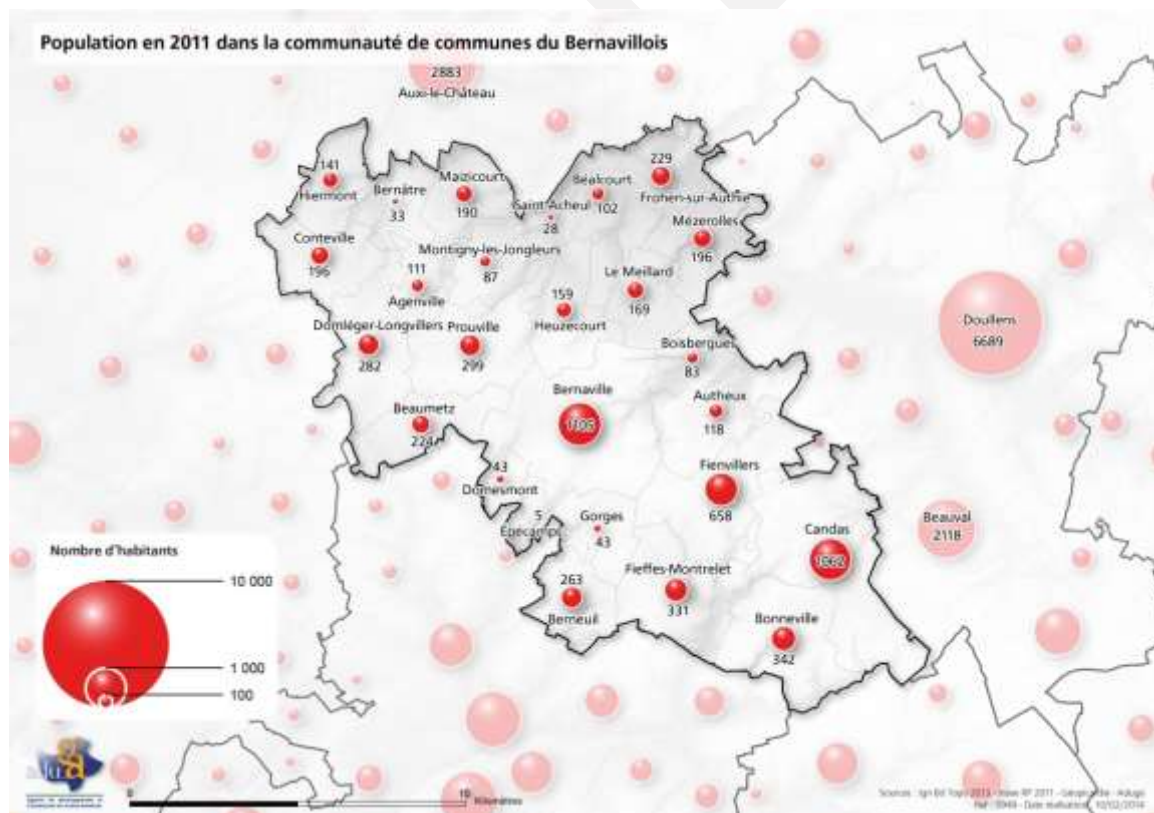 Population en 2011 dans la communauté de communes du Bernavillois
2883
Auxi-le-Château
141
Hiermont
Bernâtre
33
Maizicourt
190
Saint-Acheul
28
Béalcourt
102
229
Frohen-sur-Authie
Mézerolles
196
Conteville
196
111
Agenville
Montigny-les-Jongleurs
87
Le Meillard
169
159
Heuzecourt
Domléger-Longvillers
282
Prouville
299
Boisbergues
83
Doullens
6689
Bernaville
Autheux
118
Beaumetz
224
43
Domesmont
Fienvillers
658
5
Epécamps
Gorges
43
Candas
Beauval
2118
263
Berneuil
Fieffes-Montrelet
331
Bonneville
342
Nombre d'habitants
10 000
1 000
100
0
10
Kilomètres